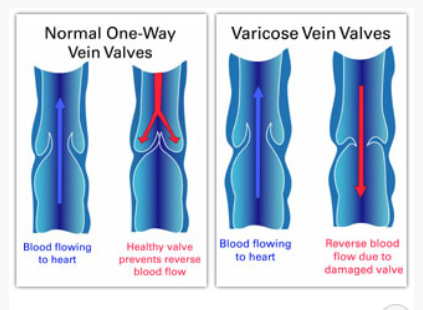 Normal One-Way
Vein Valves
Blood flowing
to heart
Healthy valve
prevents reverse
blood flow
Varicose Vein Valves
Blood flowing
to heart
Reverse blood
flow due to
damaged valve